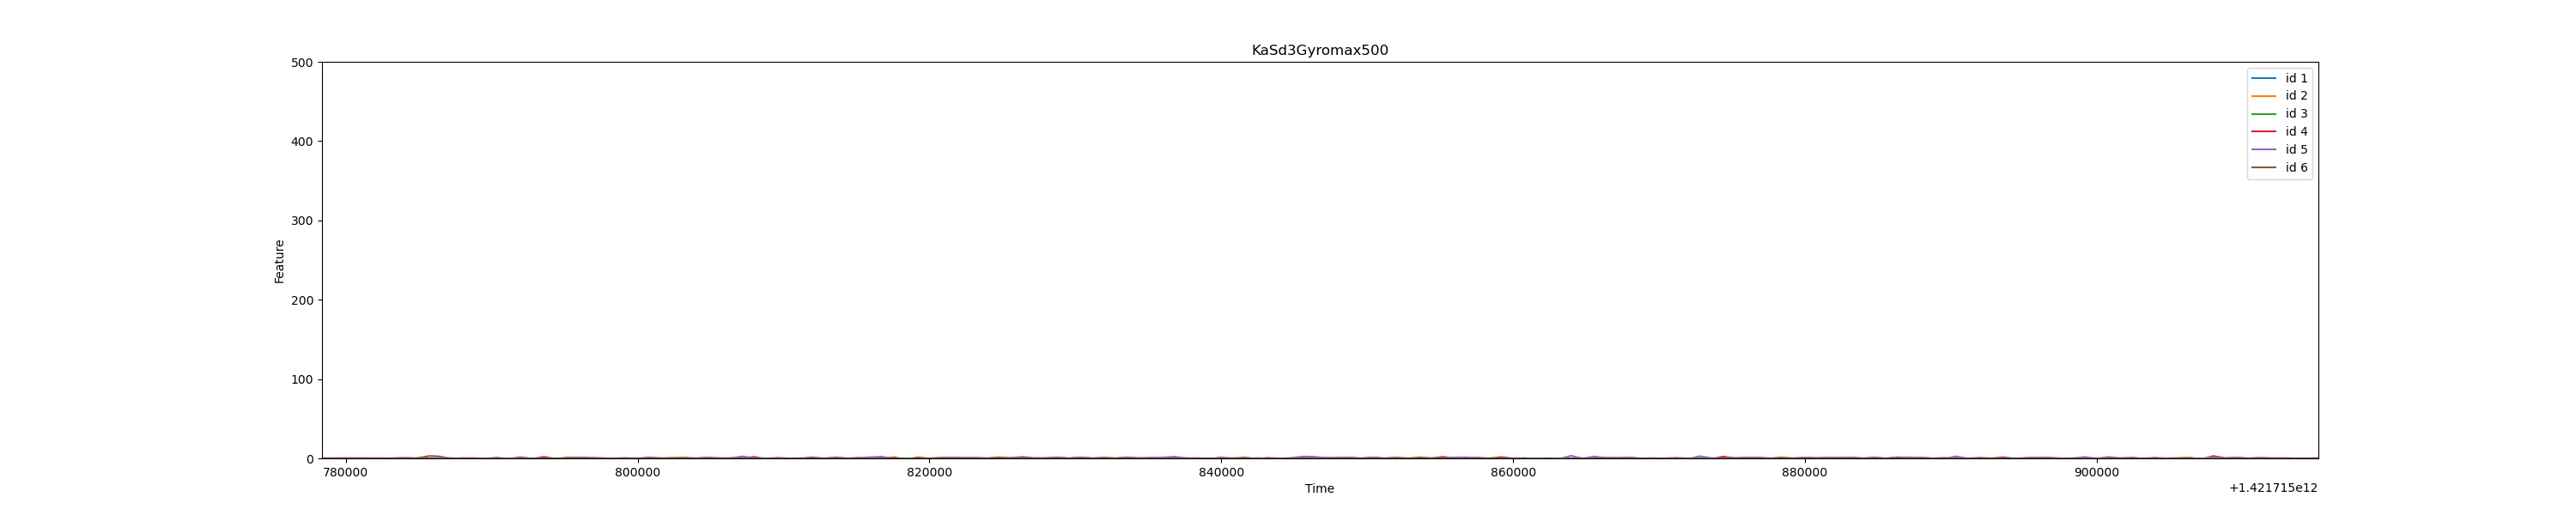 KaSd3Gyromax500
500
400
300
200
100
0
Feature
id 1
id 2
id 3
id 4
id 5
id 6
780000 800000 820000 840000 860000 880000 900000
Time
+1.421715e12